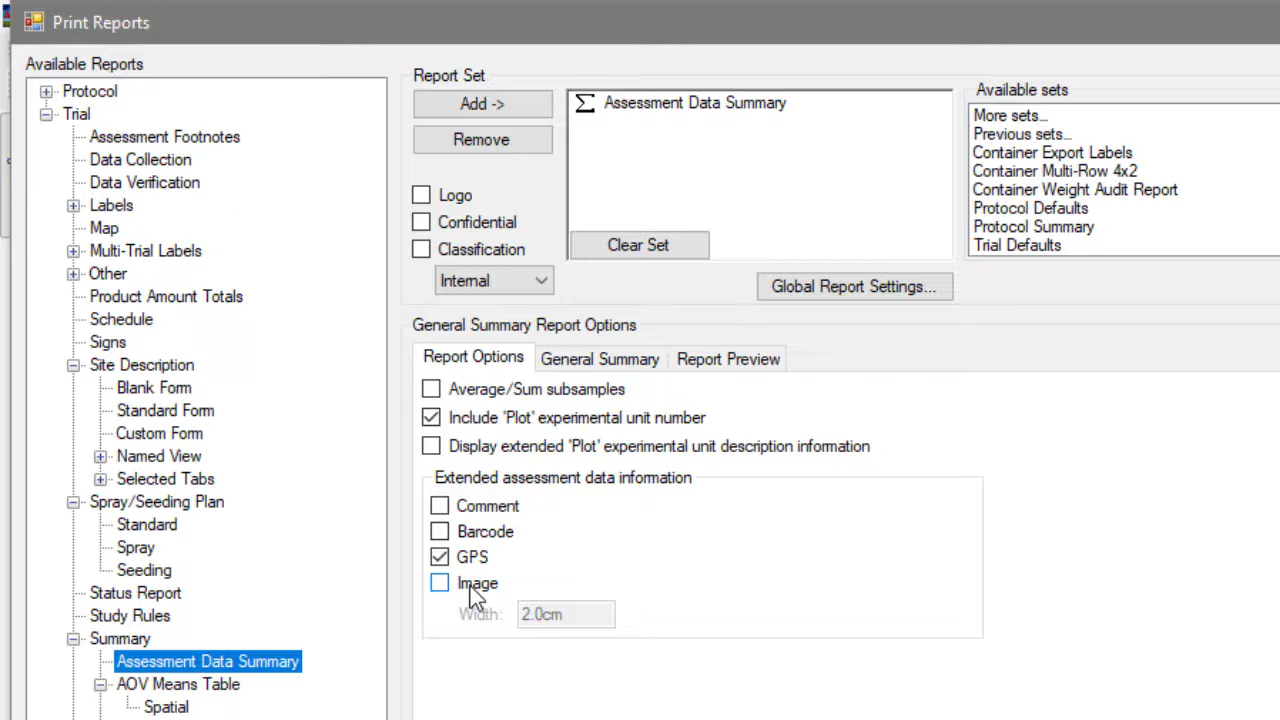 Print Reports
Available Reports
Protocol
Trial
Assessment Footnotes
Data Collection
Data Verification
Labels
Map
Multi-Trial Labels
Other
Product Amount Totals
Schedule
Signs
Site Description
Blank Form
Standard Form
Custom Form
Named View
Selected Tabs
Spray/Seeding Plan
Standard
Spray
Seeding
Status Report
Study Rules
Summary
Assessment Data Summary
AOV Means Table
Spatial
Report Set
Add ->
Remove
Logo
Confidential
Classification
Internal
Σ Assessment Data Summary
Clear Set
Available sets
More sets...
Previous sets...
Container Export Labels
Container Multi-Row 4x2
Container Weight Audit Report
Protocol Defaults
Protocol Summary
Trial Defaults
Global Report Settings...
General Summary Report Options
Report Options General Summary Report Preview
Average/Sum subsamples
Include 'Plot' experimental unit number
Display extended 'Plot' experimental unit description information
Extended assessment data information
Comment
Barcode
GPS
Image
Width: 2.0cm